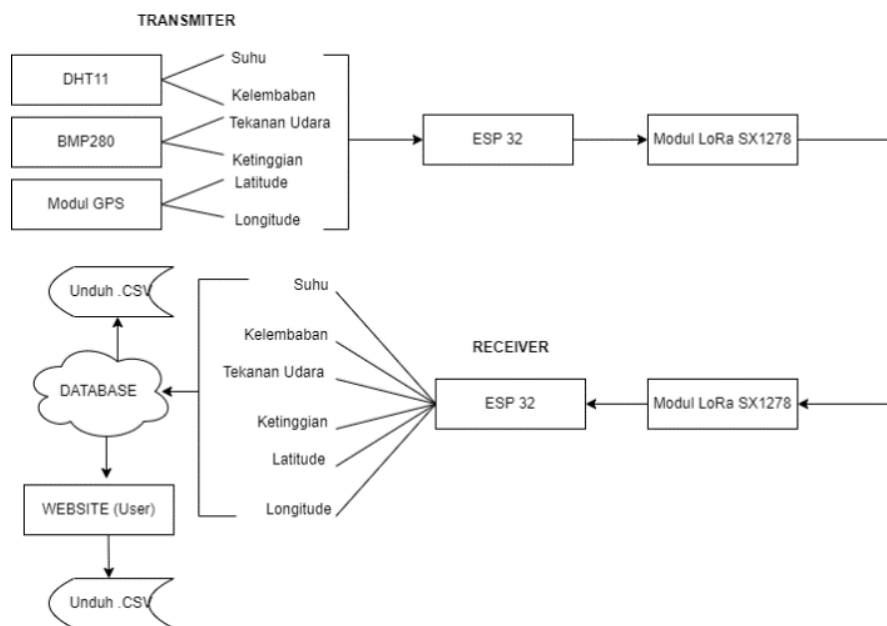 TRANSMITER
DHT11
Suhu
Kelembaban
BMP280
Tekanan Udara
Ketinggian
Modul GPS
Latitude
Longitude
ESP 32
Modul LoRa SX1278
RECEIVER
Modul LoRa SX1278
ESP 32
Suhu
Kelembaban
Tekanan Udara
Ketinggian
Latitude
Longitude
DATABASE
Unduh .CSV
WEBSITE (User)
Unduh .CSV